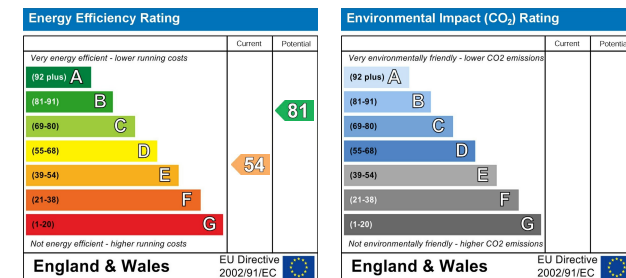 Energy Efficiency Rating
Current Potential
Very energy efficient - lower running costs
(92 plus) A
(81-91) B
(69-80) C
(55-68) D
(39-54) E
(21-38) F
(1-20) G
81
54
Not energy efficient - higher running costs
England & Wales
EU Directive
2002/91/EC
Environmental Impact (CO₂) Rating
Current Potential
Very environmentally friendly - lower CO2 emissions
(92 plus) A
(81-91) B
(69-80) C
(55-68) D
(39-54) E
(21-38) F
(1-20) G
Not environmentally friendly - higher CO2 emissions
England & Wales
EU Directive
2002/91/EC